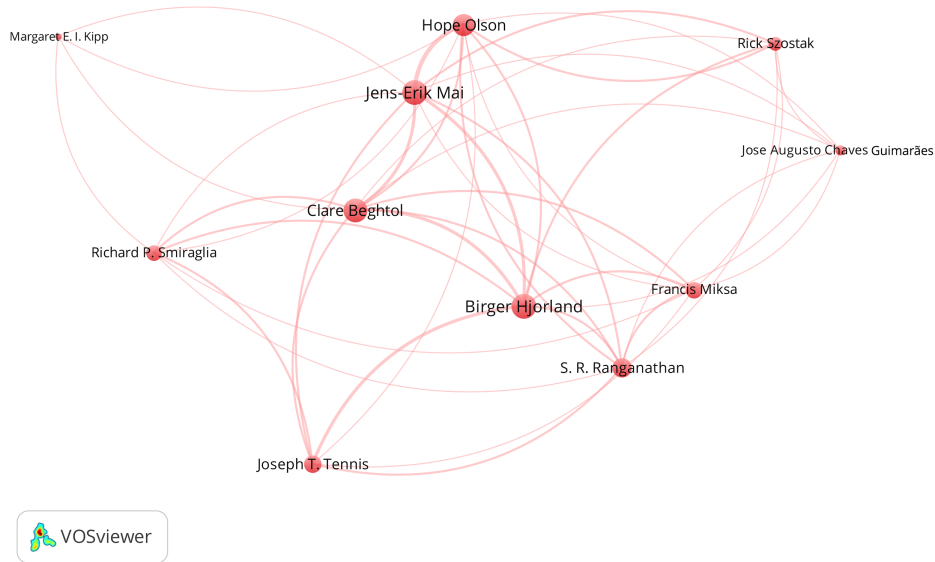 Hope Olson
Margaret E. I. Kipp
Rick Szostak
Jens-Erik Mai
Jose Augusto Chaves Guimarães
Clare Beghtol
Richard P. Smiraglia
Francis Miksa
Birger Hjorland
S. R. Ranganathan
Joseph T. Tennis
VOSviewer